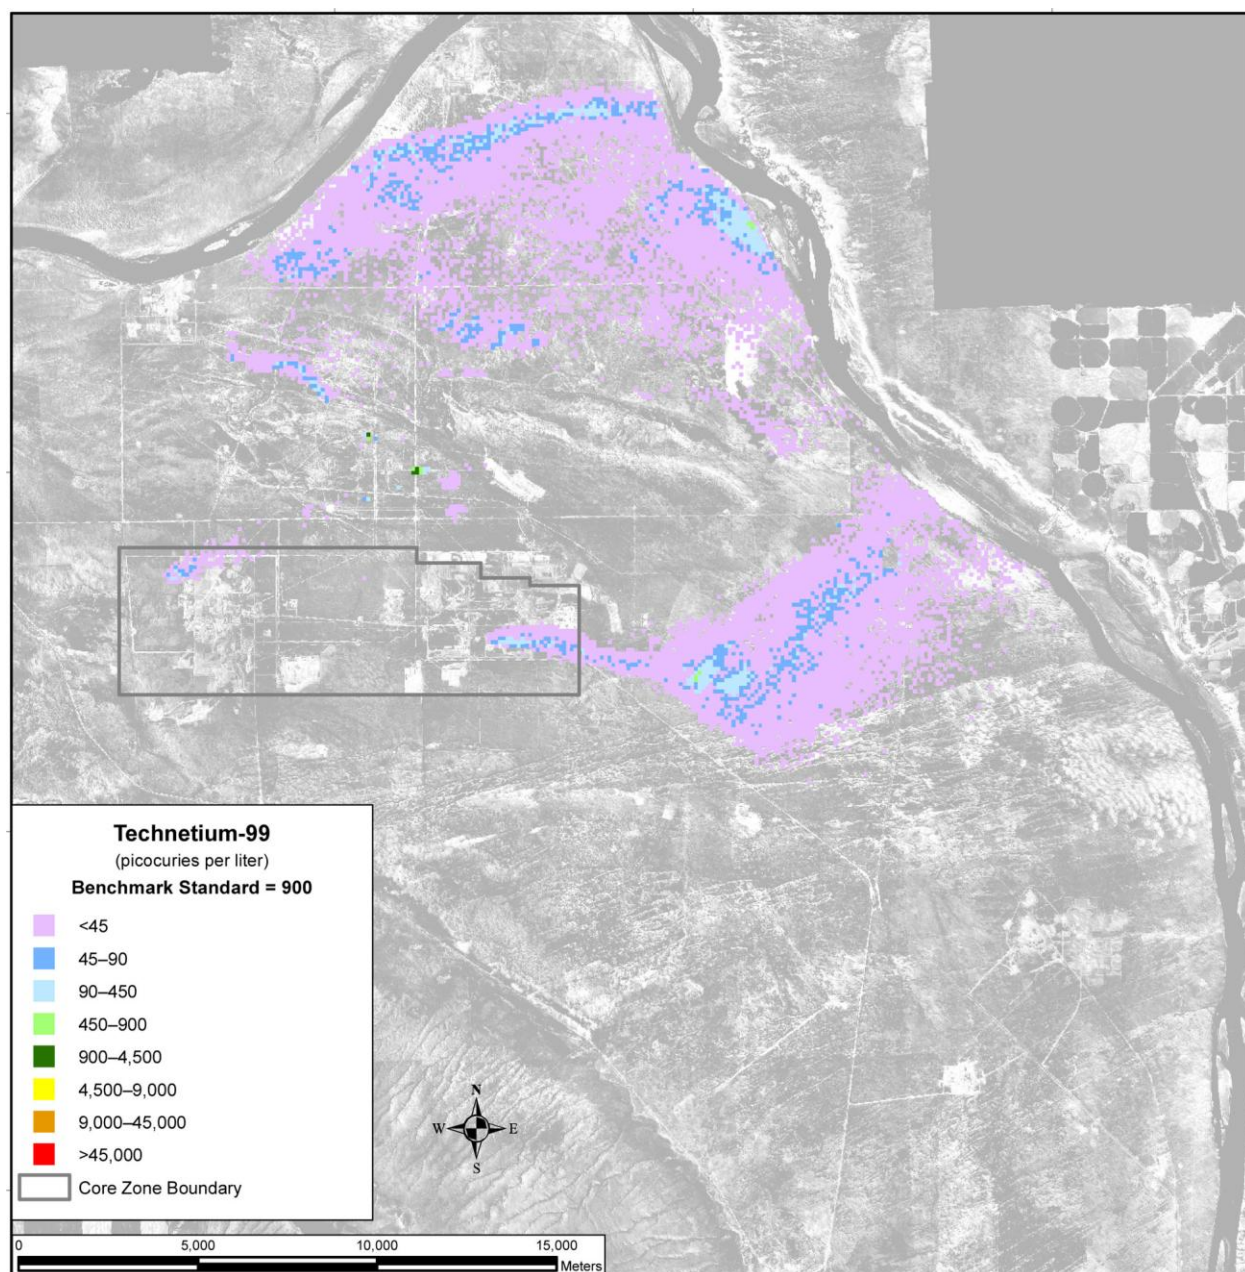 N
W E
S
Technetium-99
(picocuries per liter)
Benchmark Standard = 900
<45
45–90
90–450
450–900
900–4,500
4,500–9,000
9,000–45,000
>45,000
Core Zone Boundary
0 5,000 10,000 15,000
Meters